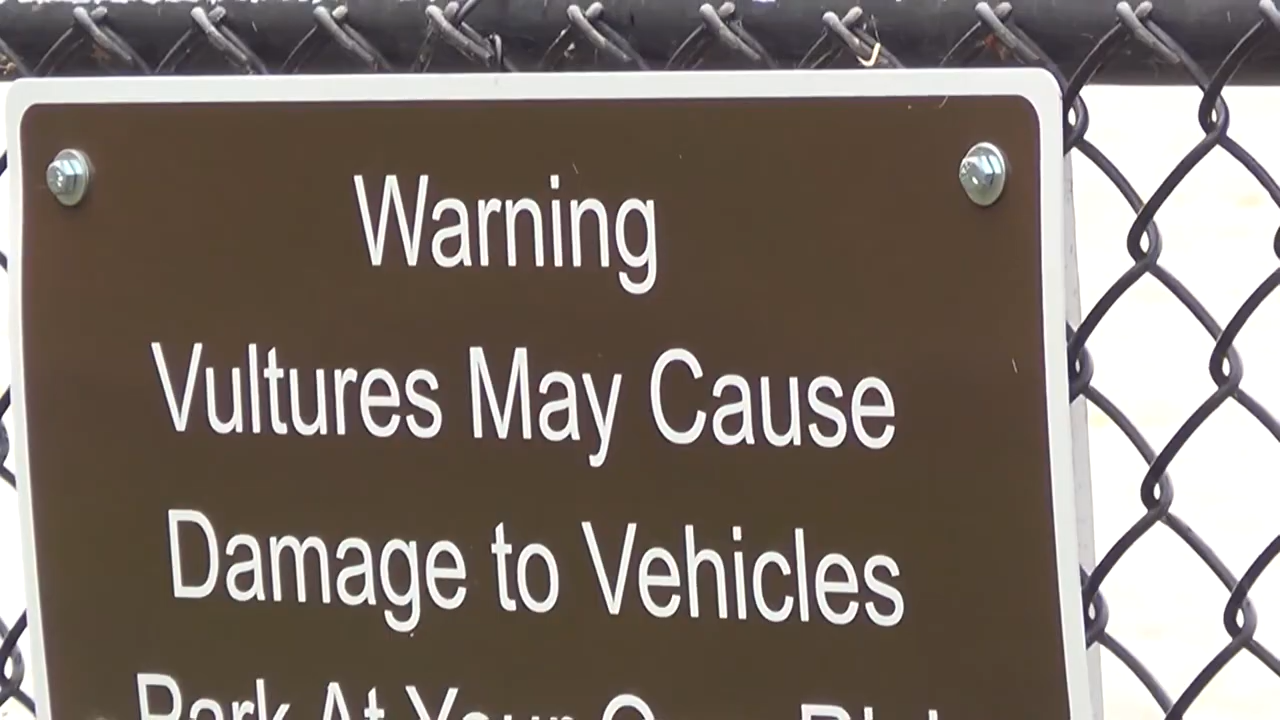 Warning
Vultures May Cause
Damage to Vehicles
Park At Your Own Risk